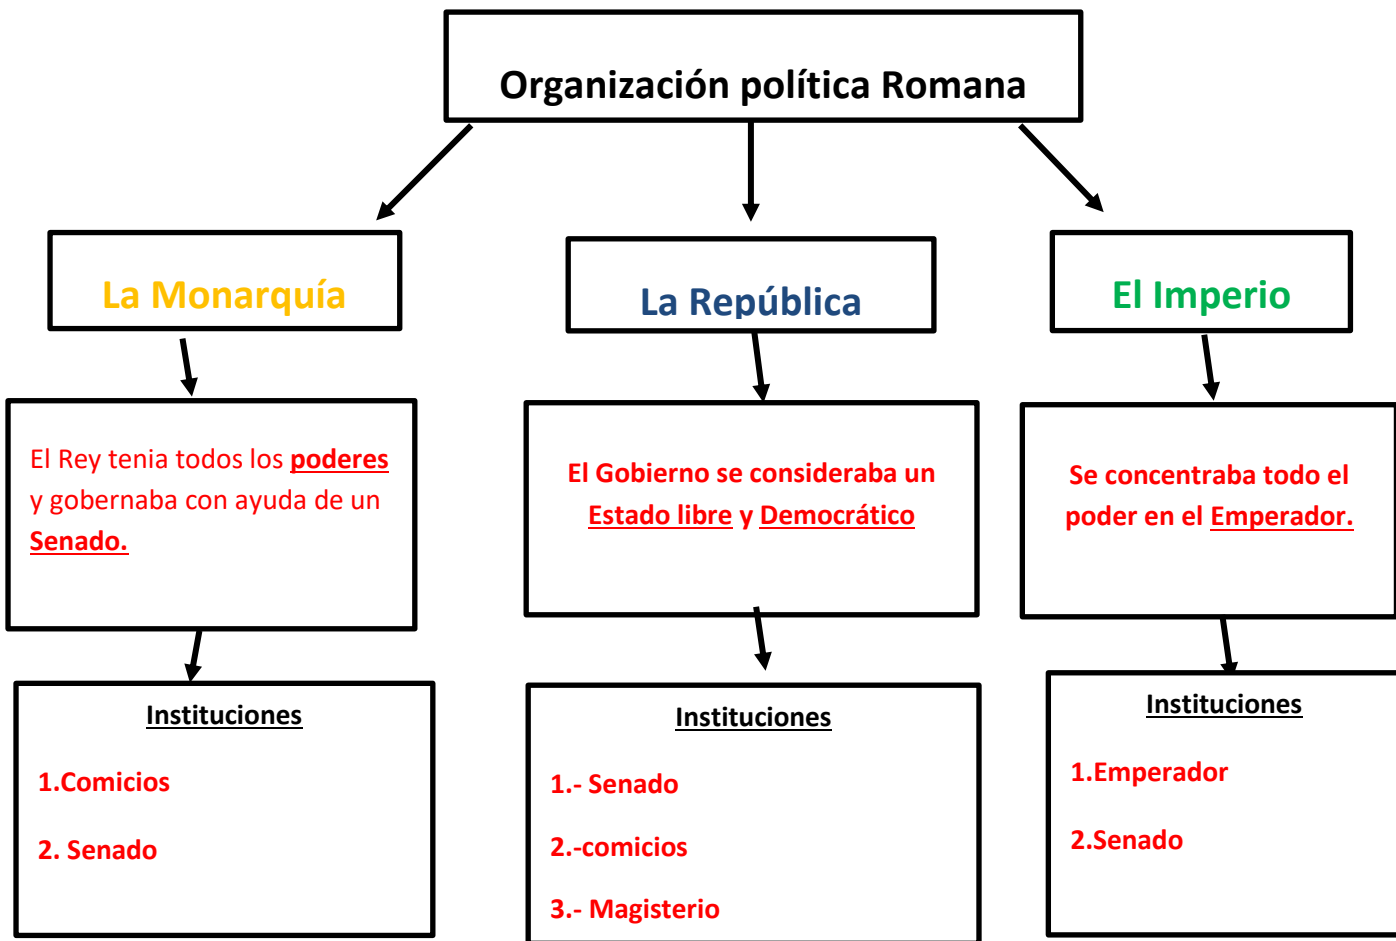 Organización política Romana
La Monarquía
La República
El Imperio
El Rey tenia todos los poderes
y gobernaba con ayuda de un
Senado.
El Gobierno se consideraba un
Estado libre y Democrático
Se concentraba todo el
poder en el Emperador.
Instituciones
1.Comicios
2. Senado
Instituciones
1.- Senado
2.-comicios
3.- Magisterio
Instituciones
1.Emperador
2.Senado